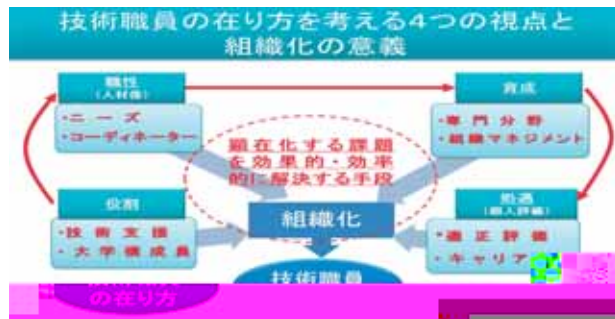 技術職員の在り方を考える4つの視点と
組織化の意義
職性
(人材像)
・ニーズ
・コーディネーター
育成
・専門分野
・組織マネジメント
顕在化する課題
を効果的・効率
的に解決する手段
役割
・技術支援
・大学構成員
組織化
処遇
(個人評価)
・適正評価
・キャリア
技術職員
の在り方